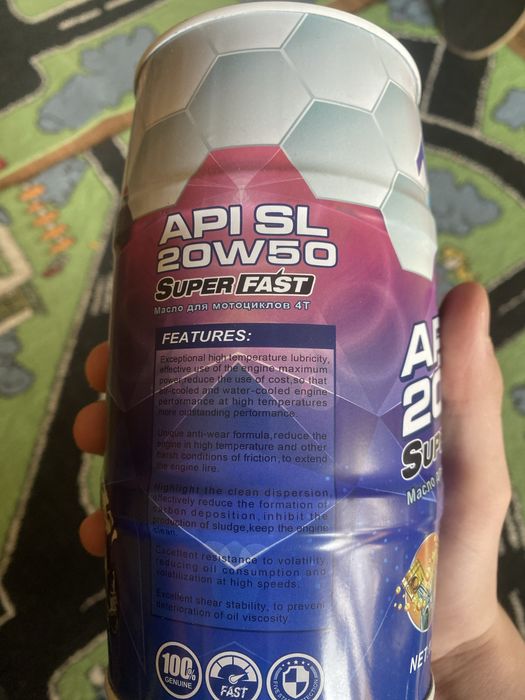 API SL
20W50
SUPER FAST
Масло для мотоциклов 4Т
FEATURES:
Exceptional high temperature lubricity,
effective use of the engine maximum
power,reduce the use of cost,so that
air-cooled and water-cooled engine
performance at high temperatures
more outstanding performance.
Unique anti-wear formula,reduce the
engine in high temperature and other
harsh conditions of friction,to extend
the engine lire.
Highlight the clean dispersion,
effectively reduce the formation of
carbon deposition,inhibit the
production of sludge,keep the engine
clean.
Cxcellent resistance to volatility,
reducing oil consumption and
volatilization at high speeds.
Excellent shear stability, to prevent
deterioration of oil viscosity.
100%
GENUINE
FAST
AP
20
SUP
Масло д
NET